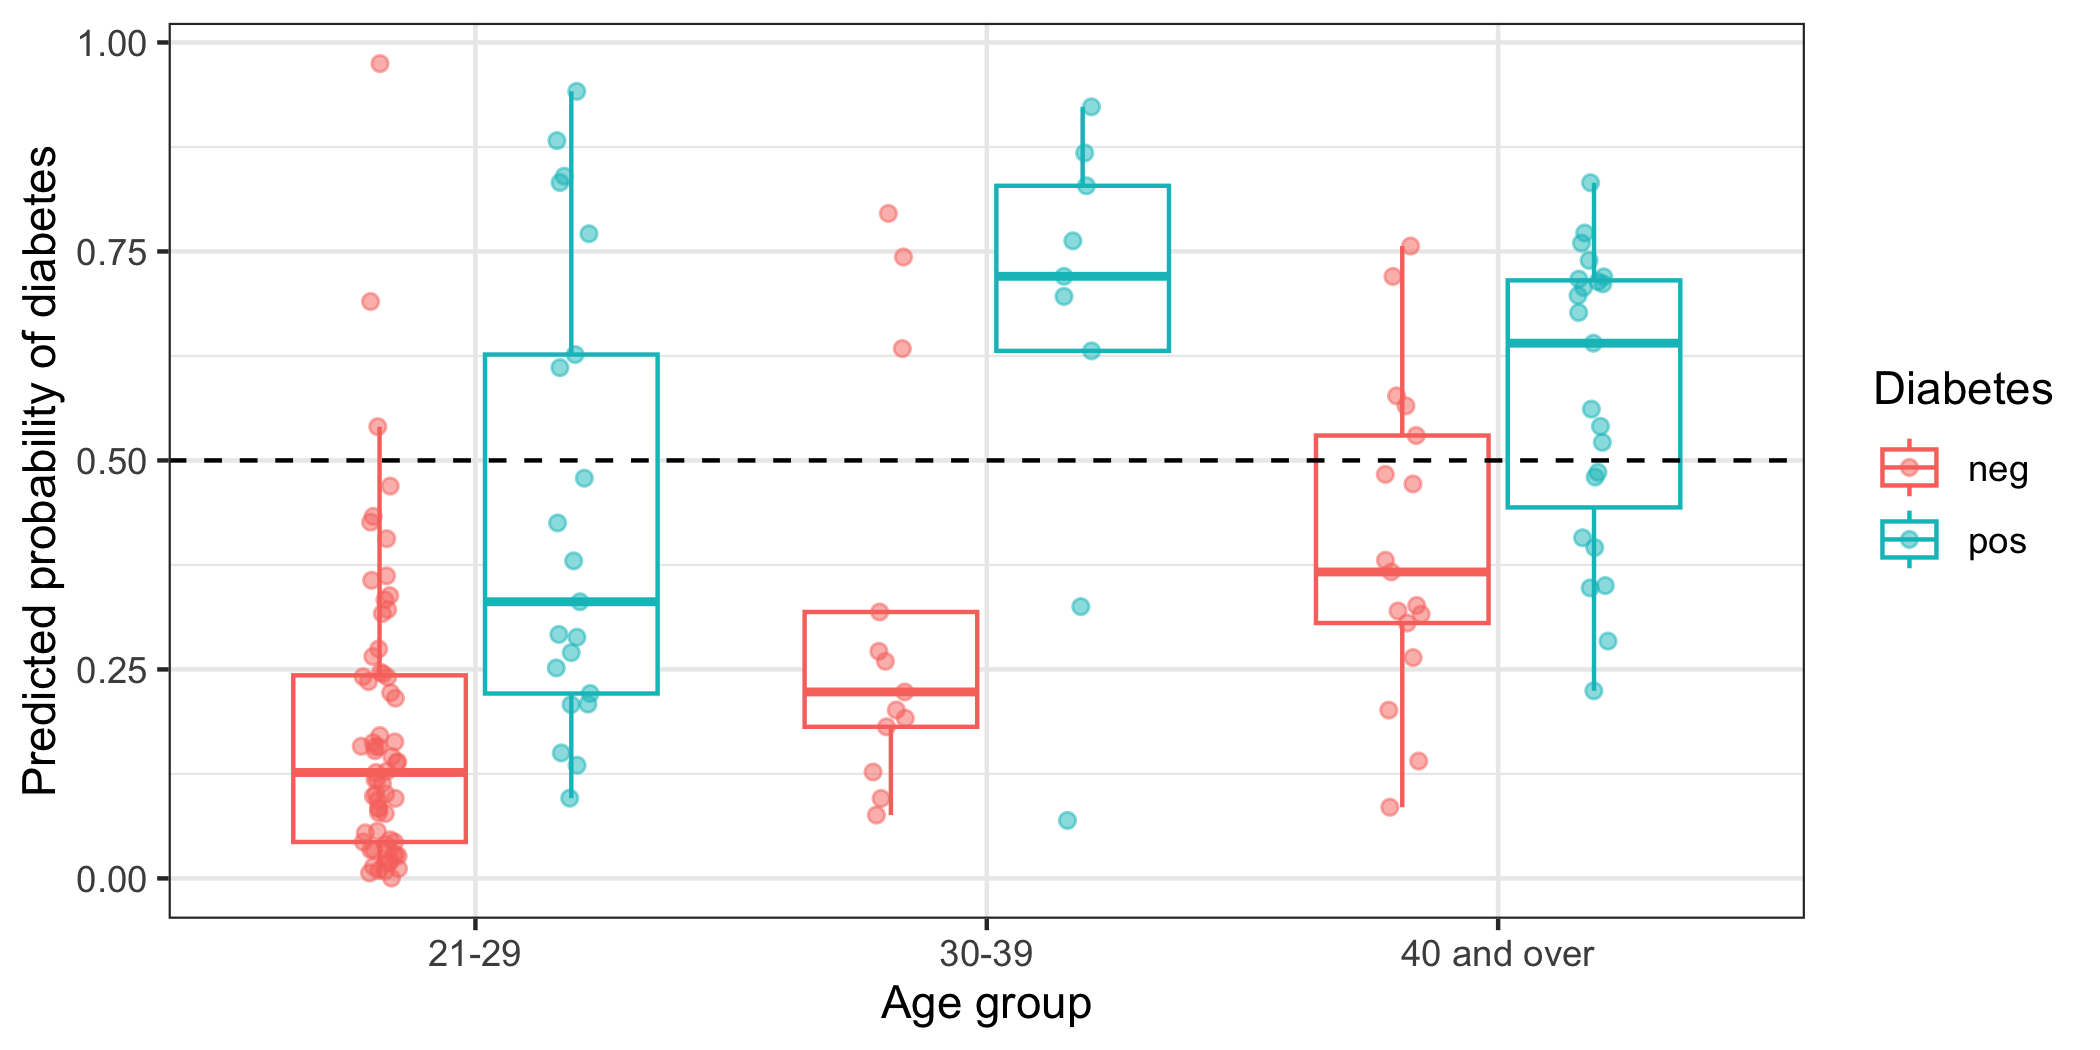 Predicted probability of diabetes
1.00
0.75
0.50
0.25
0.00
21-29
30-39
40 and over
Age group
Diabetes
neg
pos